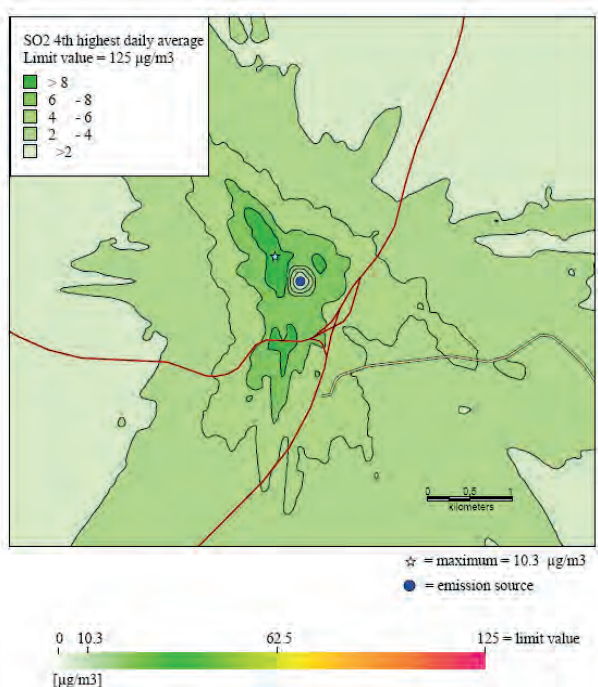 SO2 4th highest daily average
Limit value = 125 µg/m3
> 8
6 - 8
4 - 6
2 - 4
>2
0 0,5 1
kilometers
= maximum = 10.3 µg/m3
= emission source
0 10.3 62.5 125 = limit value
[µg/m3]